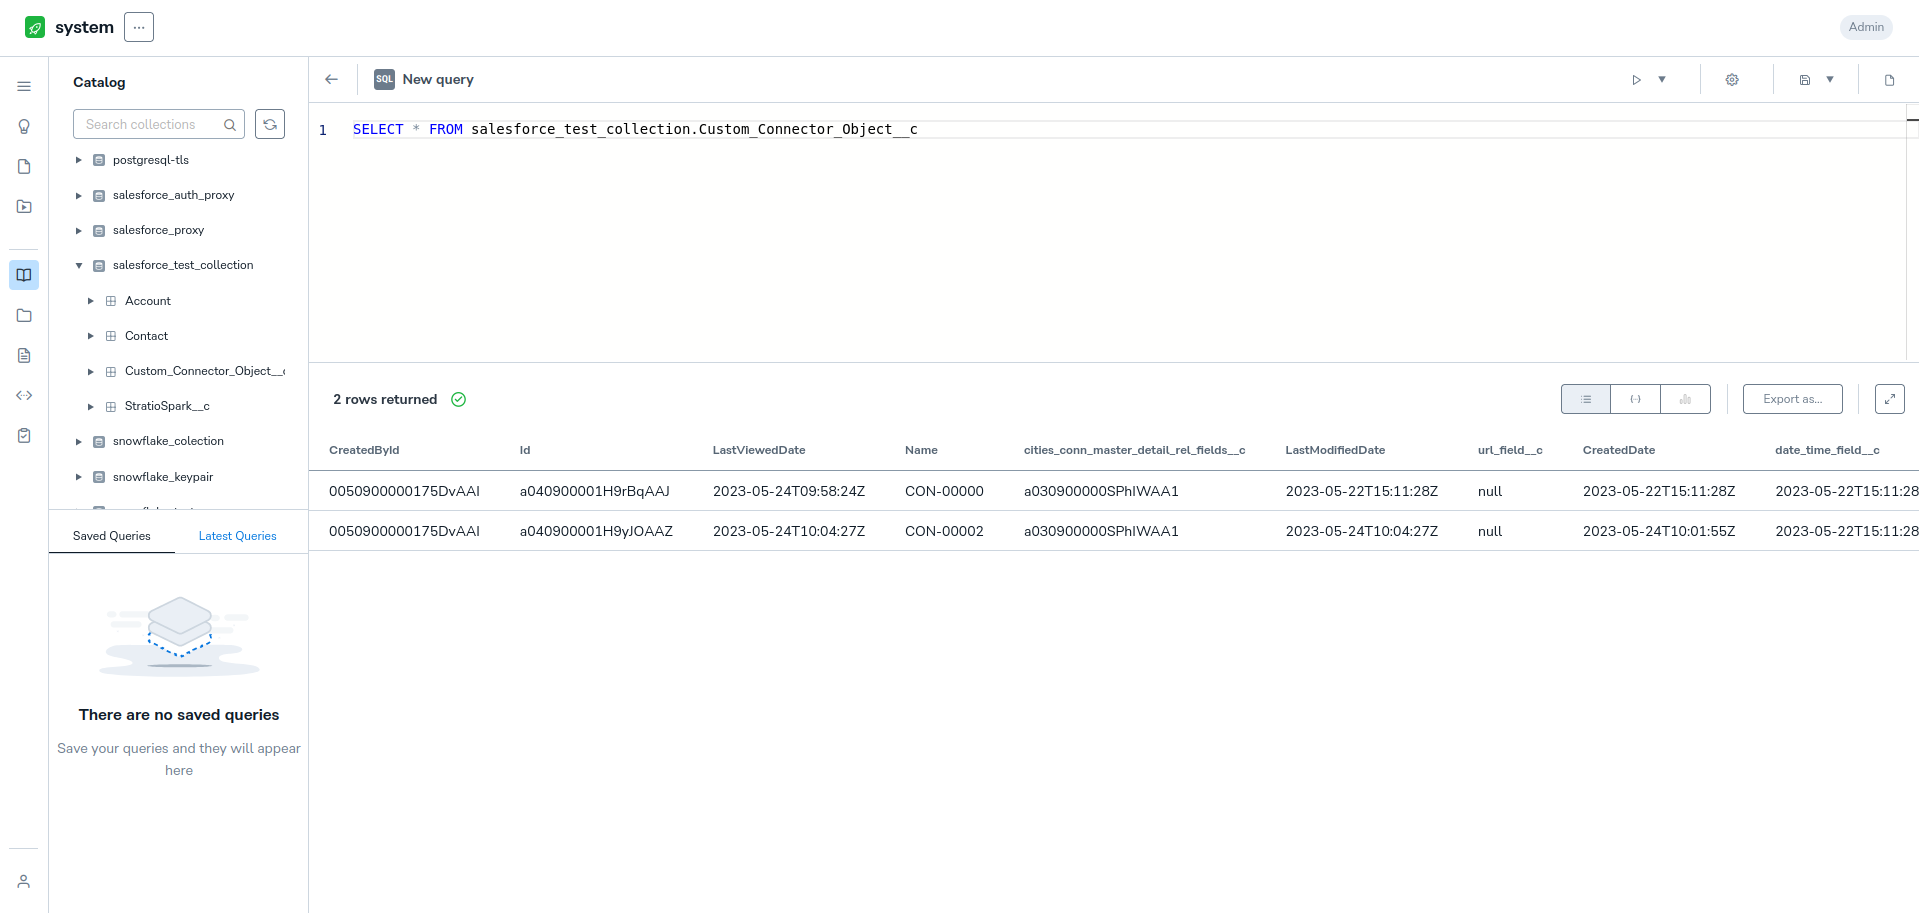 system
...
Admin
Catalog
Search collections
postgresql-tls
salesforce_auth_proxy
salesforce_proxy
salesforce_test_collection
Account
Contact
Custom_Connector_Object__c
StratioSpark__c
snowflake_colection
snowflake_keypair
Saved Queries
Latest Queries
There are no saved queries
Save your queries and they will appear
here
SQL New query
1 SELECT * FROM salesforce_test_collection.Custom_Connector_Object__c
2 rows returned
Export as...
CreatedById Id LastViewedDate Name cities_conn_master_detail_rel_fields__c LastModifiedDate url_field__c CreatedDate date_time_field__c
0050900000175DvAAI a040900001H9rBqAAJ 2023-05-24T09:58:24Z CON-00000 a030900000SPhIWAA1 2023-05-22T15:11:28Z null 2023-05-22T15:11:28Z 2023-05-22T15:11:28
0050900000175DvAAI a040900001H9yJOAAZ 2023-05-24T10:04:27Z CON-00002 a030900000SPhIWAA1 2023-05-24T10:04:27Z null 2023-05-24T10:01:55Z 2023-05-22T15:11:28